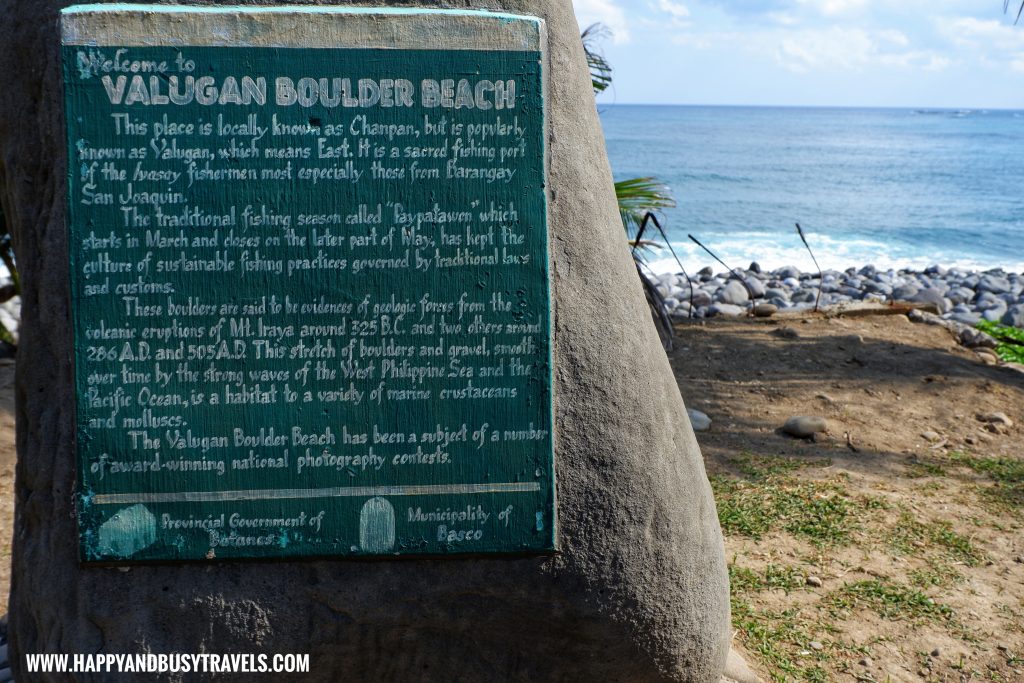 Welcome to
VALUGAN BOULDER BEACH
This place is locally known as Chanpan, but is popularly
known as Valugan, which means East. It is a sacred fishing port
of the Ivasay fishermen most especially those from Barangay
San Joaquin.
The traditional fishing season called "Paypatawen" which
starts in March and closes on the later part of May, has kept the
culture of sustainable fishing practices governed by traditional laws
and customs.
These boulders are said to be evidences of geologic forces from the
volcanic eruptions of Mt. Iraya around 325 B.C. and two others around
286 A.D. and 505 A.D. This stretch of boulders and gravel, smooth
over time by the strong waves of the West Philippine Sea and the
Pacific Ocean, is a habitat to a variety of marine crustaceans
and molluscs.
The Valugan Boulder Beach has been a subject of a number
of award-winning national photography contests.
Provincial Government of
Batanes
Municipality of
Basco
WWW.HAPPYANDBUSYTRAVELS.COM